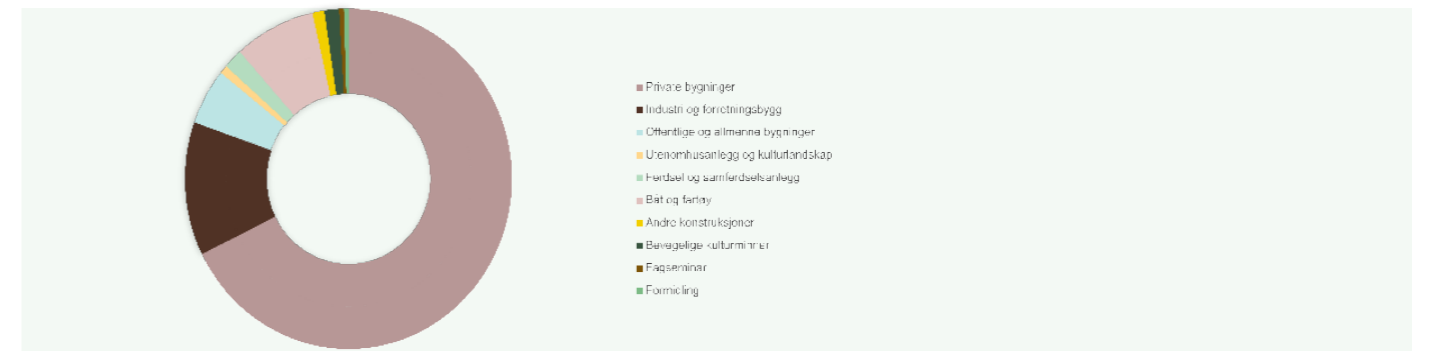 Private bygninger
Industri og forretningsbygg
Offentlige og allmenne bygninger
Utenomhusanlegg og kulturlandskap
Ferdsel og samferdselsanlegg
Båt og fartøy
Andre konstruksjoner
Bevegelige kulturminner
Fagseminar
Formidling